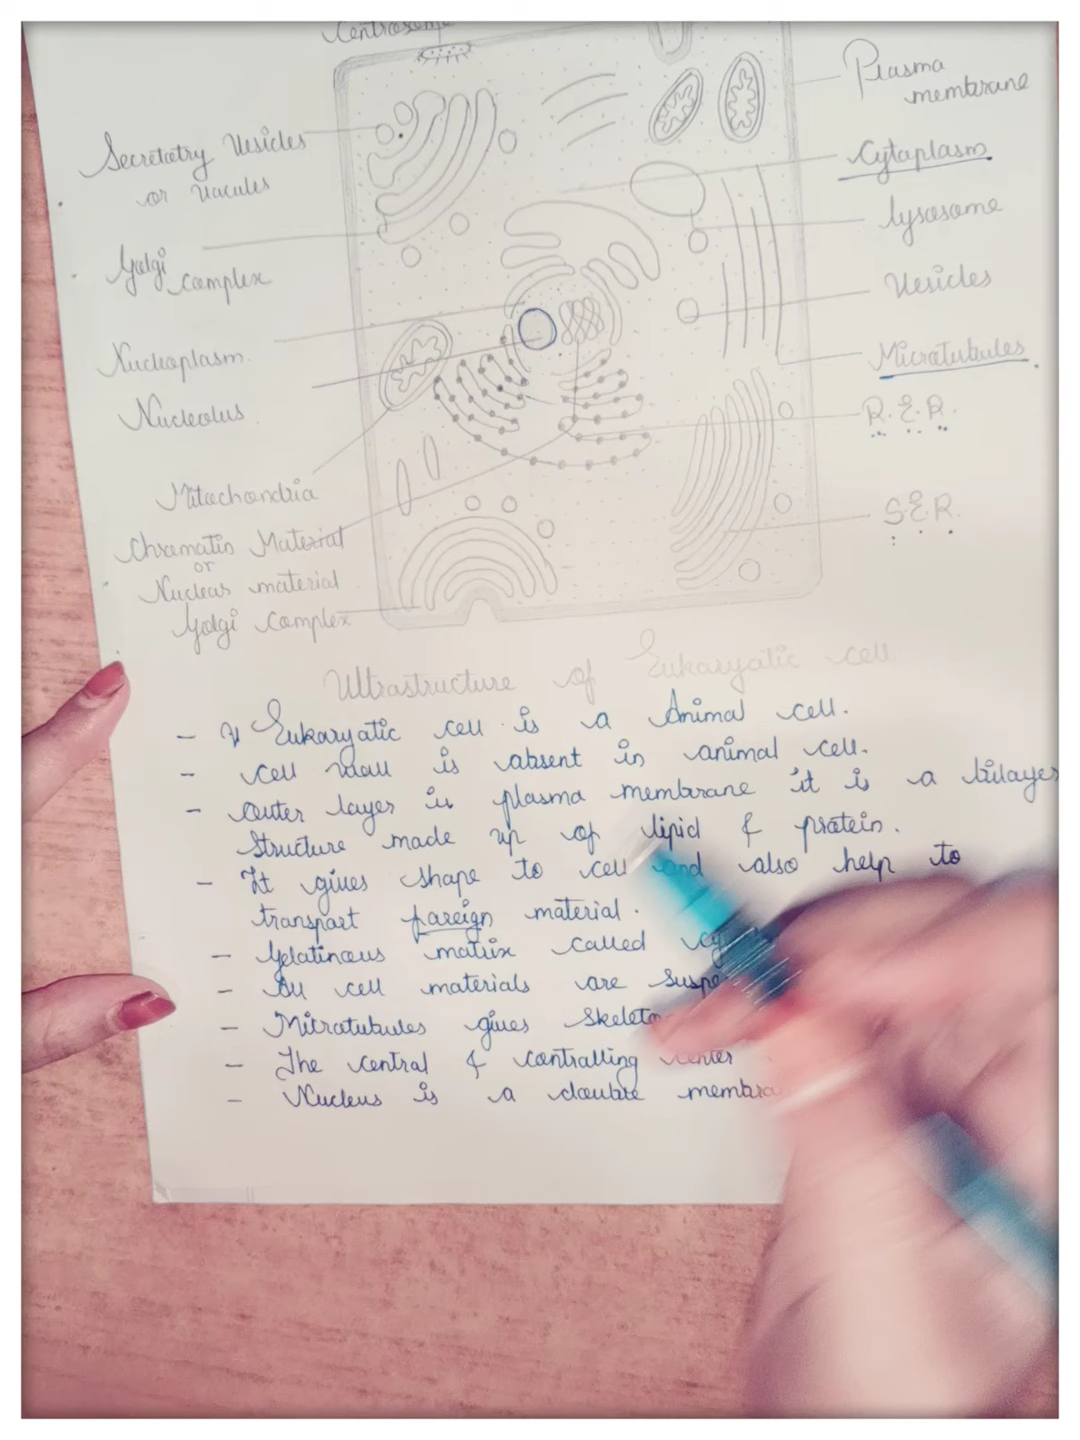 Centrosome
Secretatry Vesicles
or Vacules
Golgi
complex
Nucleoplasm.
Nucleolus
Mitochondria
Chromatin Material
or
Nucleas material
Golgi complex
Plasma
membrane
Cytoplasm.
lysosome
Vesicles
Microtubules.
R.E.R.
S.E.R.
Ultrastructure of Eukaryotic cell
- Eukaryotic cell is a Animal cell.
- cell wall is absent in animal cell.
- outer layer is plasma membrane it is a bilayer
structure made up of lipid & protein.
- It gives shape to cell and also help to
transport foreign material.
- Gelatinous matrix called
- All cell materials are
- Microtubules gives
- The central & controlling center
- Nucleus is a double